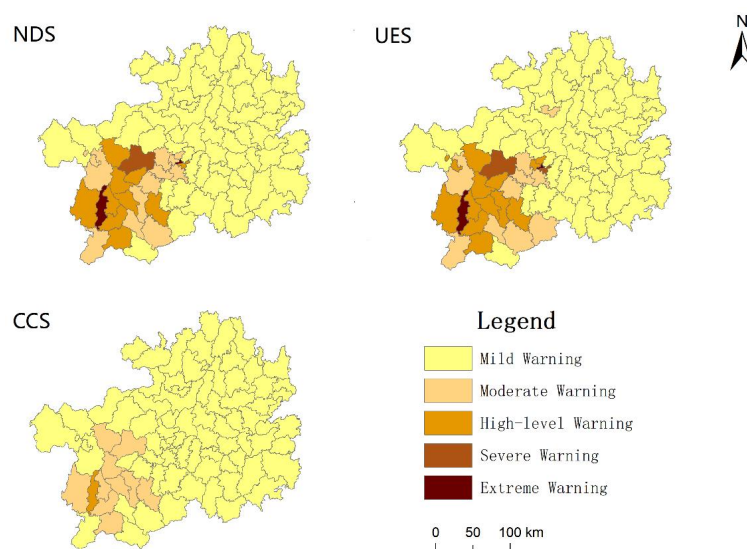 NDS
UES
N
CCS
Legend
Mild Warning
Moderate Warning
High-level Warning
Severe Warning
Extreme Warning
0 50 100 km